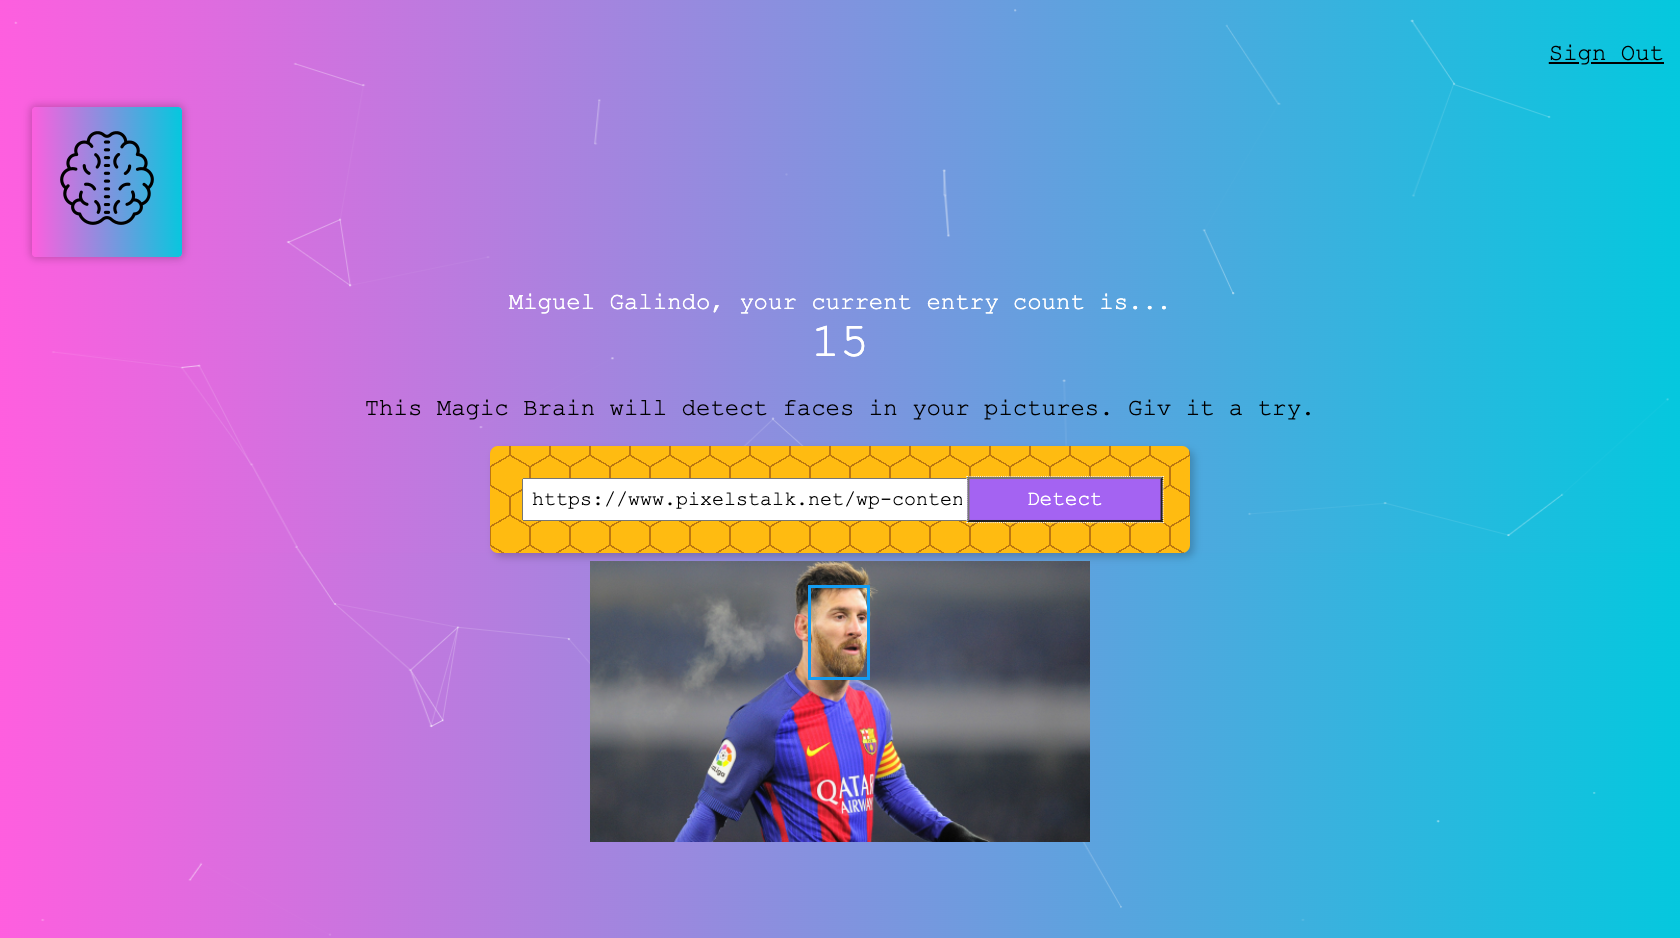 Sign Out
Miguel Galindo, your current entry count is...
15
This Magic Brain will detect faces in your pictures. Giv it a try.
https://www.pixelstalk.net/wp-conten Detect
QATAR
AIRWAY